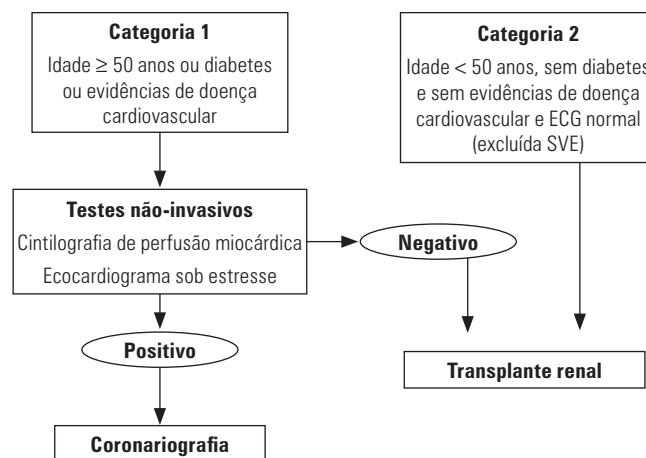 Categoria 1
Idade ≥ 50 anos ou diabetes
ou evidências de doença
cardiovascular
Categoria 2
Idade < 50 anos, sem diabetes
e sem evidências de doença
cardiovascular e ECG normal
(excluída SVE)
Testes não-invasivos
Cintilografia de perfusão miocárdica
Ecocardiograma sob estresse
Negativo
Positivo
Transplante renal
Coronariografia